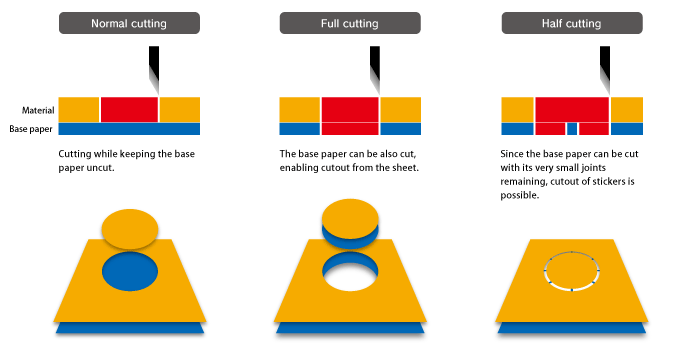 Normal cutting
Full cutting
Half cutting
Material
Base paper
Cutting while keeping the base
paper uncut.
The base paper can be also cut,
enabling cutout from the sheet.
Since the base paper can be cut
with its very small joints
remaining, cutout of stickers is
possible.